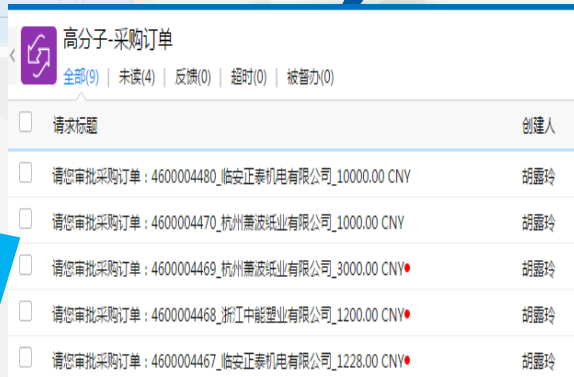 高分子-采购订单
全部(9) | 未读(4) | 反馈(0) | 超时(0) | 被督办(0)
请求标题 创建人
请您审批采购订单：4600004480_临安正泰机电有限公司_10000.00 CNY 胡露玲
请您审批采购订单：4600004470_杭州萧波纸业有限公司_1000.00 CNY 胡露玲
请您审批采购订单：4600004469_杭州萧波纸业有限公司_3000.00 CNY 胡露玲
请您审批采购订单：4600004468_浙江中能塑业有限公司_1200.00 CNY 胡露玲
请您审批采购订单：4600004467_临安正泰机电有限公司_1228.00 CNY 胡露玲